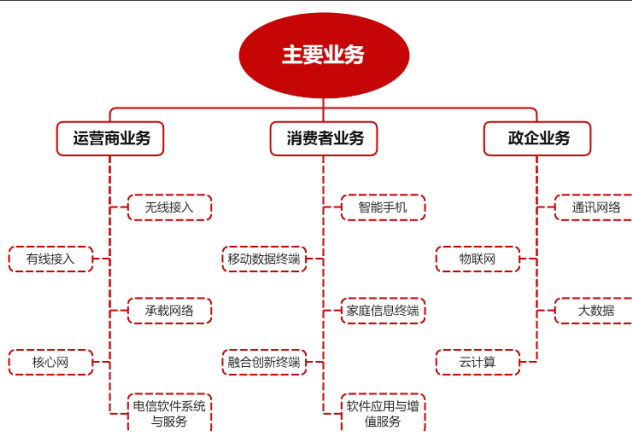 主要业务
运营商业务
消费者业务
政企业务
无线接入
有线接入
承载网络
核心网
电信软件系统
与服务
智能手机
移动数据终端
家庭信息终端
融合创新终端
软件应用与增
值服务
通讯网络
物联网
大数据
云计算